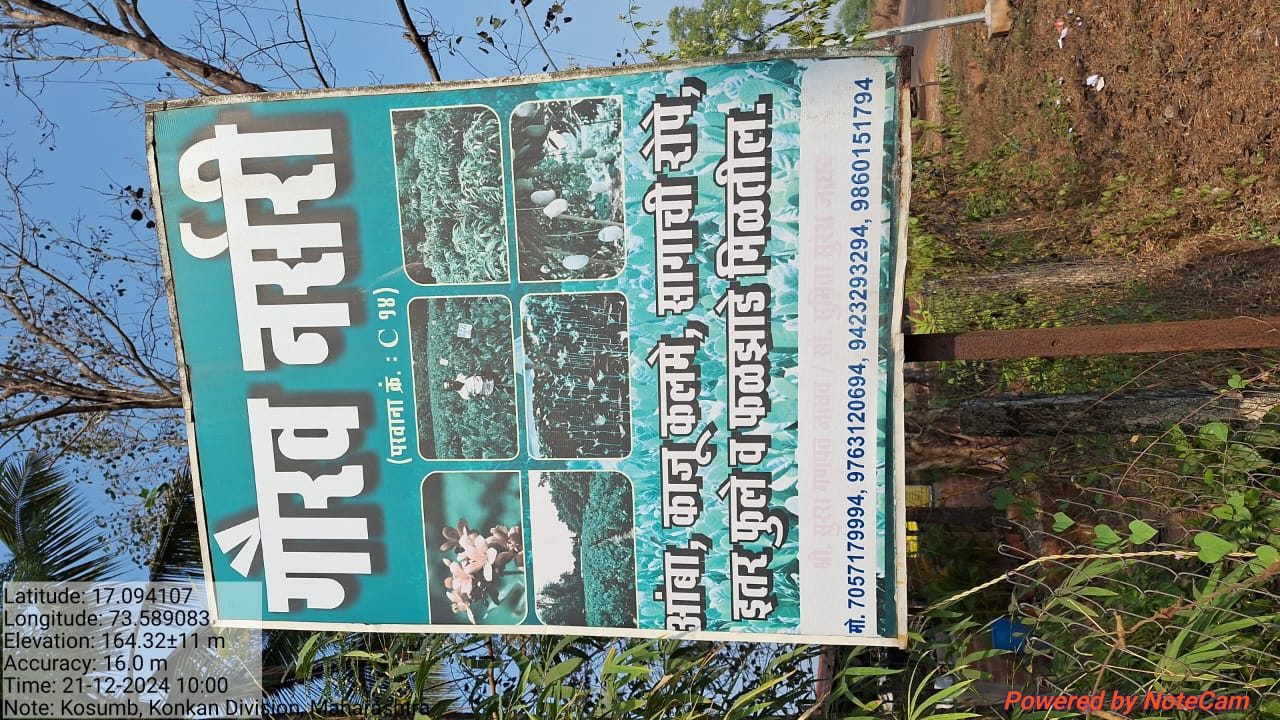 गौरव नर्सरी
(परवाना क्रं. : C १४)
आंबा, काजू कलमे, सागाची रोपे,
इतर फुले व फळझाडे मिळतील.
मो. 7057179994, 9763120694, 9423293294, 9860151794
Latitude: 17.094107
Longitude: 73.589083
Elevation: 164.32±11 m
Accuracy: 16.0 m
Time: 21-12-2024 10:00
Note: Kosumb, Konkan Division, Maharashtra
Powered by NoteCam